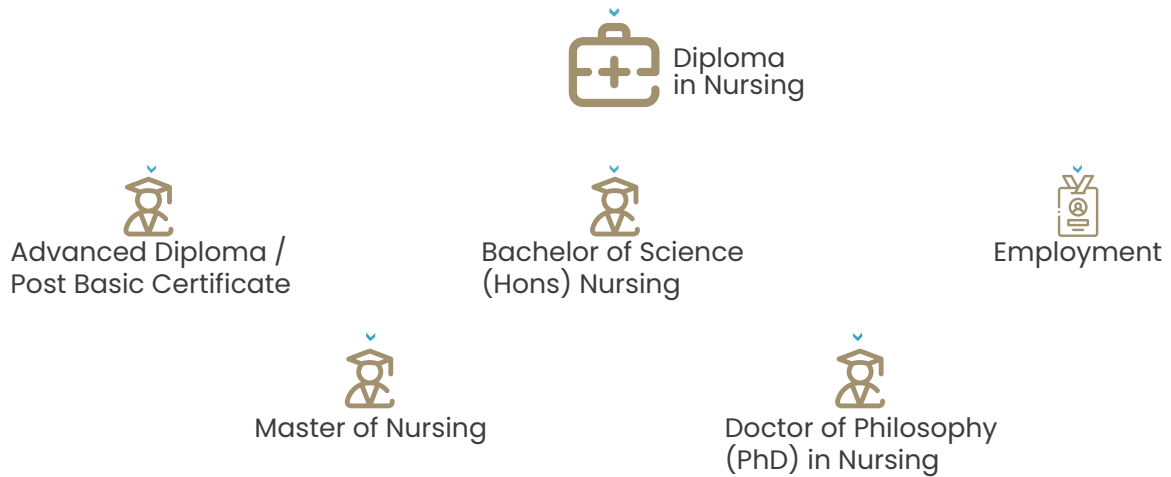 Diploma
in Nursing
Advanced Diploma /
Post Basic Certificate
Bachelor of Science
(Hons) Nursing
Employment
Master of Nursing
Doctor of Philosophy
(PhD) in Nursing